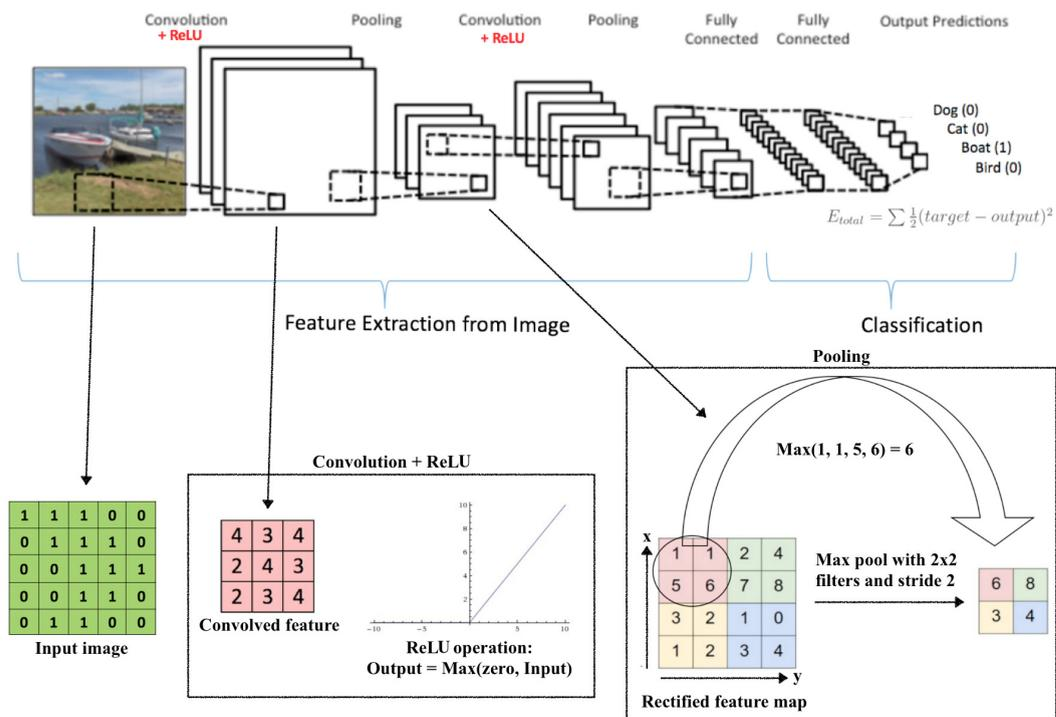 Convolution Pooling Convolution Pooling Fully Fully Output Predictions
+ ReLU + ReLU Connected Connected
Dog (0)
Cat (0)
Boat (1)
Bird (0)
E_total = ∑ ½(target − output)²
Feature Extraction from Image
Classification
Pooling
Max(1, 1, 5, 6) = 6
Convolution + ReLU
1 1 1 0 0
0 1 1 1 0
0 0 1 1 1
0 0 1 1 0
0 1 1 0 0
Input image
4 3 4
2 4 3
2 3 4
Convolved feature
10
8
6
4
2
−10 −5 5 10
ReLU operation:
Output = Max(zero, Input)
x
1 1 2 4
5 6 7 8
3 2 1 0
1 2 3 4
y
Rectified feature map
Max pool with 2x2
filters and stride 2
6 8
3 4